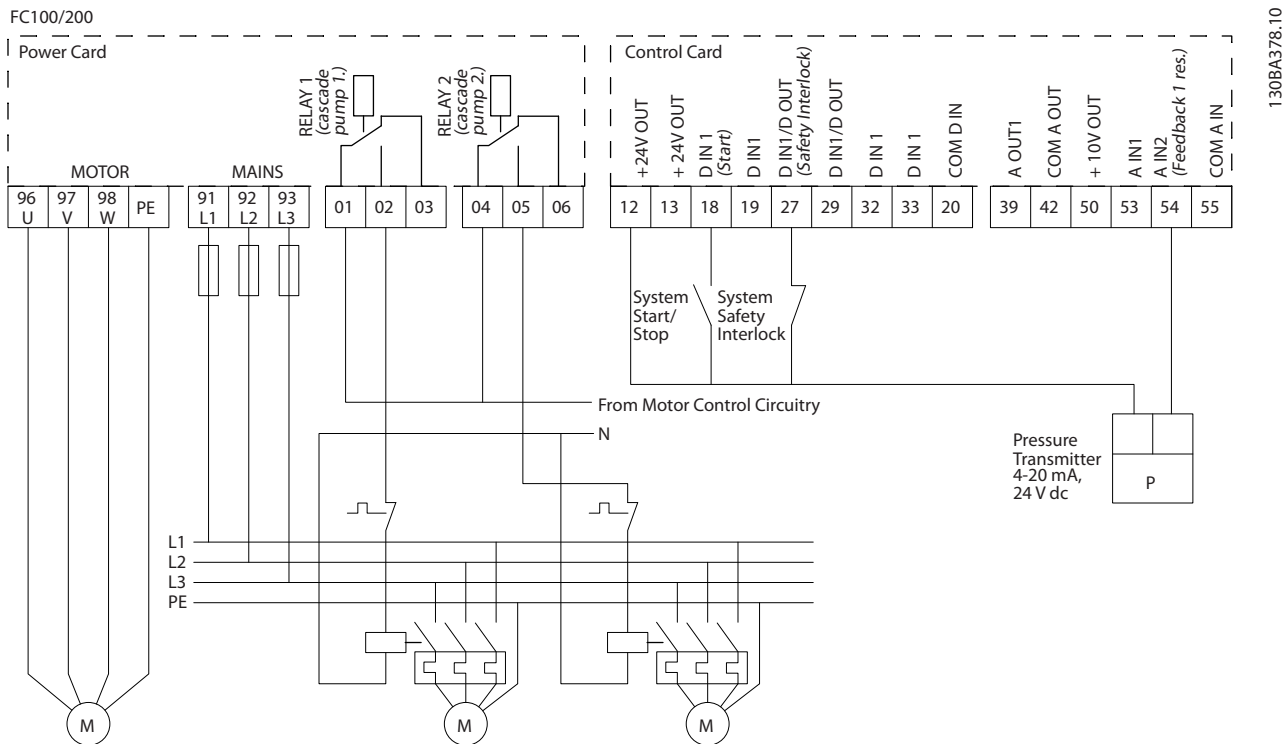 FC100/200
130BA378.10
Power Card
Control Card
RELAY 1
(cascade
pump 1.)
RELAY 2
(cascade
pump 2.)
+24V OUT
+ 24V OUT
D IN 1
(Start)
D IN1
D IN1/D OUT
(Safety Interlock)
D IN1/D OUT
D IN 1
D IN 1
COM D IN
A OUT1
COM A OUT
+ 10V OUT
A IN1
A IN2
(Feedback 1 res.)
COM A IN
MOTOR
MAINS
96
U
97
V
98
W
PE
91
L1
92
L2
93
L3
01
02
03
04
05
06
12
13
18
19
27
29
32
33
20
39
42
50
53
54
55
System
Start/
Stop
System
Safety
Interlock
From Motor Control Circuitry
N
Pressure
Transmitter
4-20 mA,
24 V dc
P
L1
L2
L3
PE
M
M
M